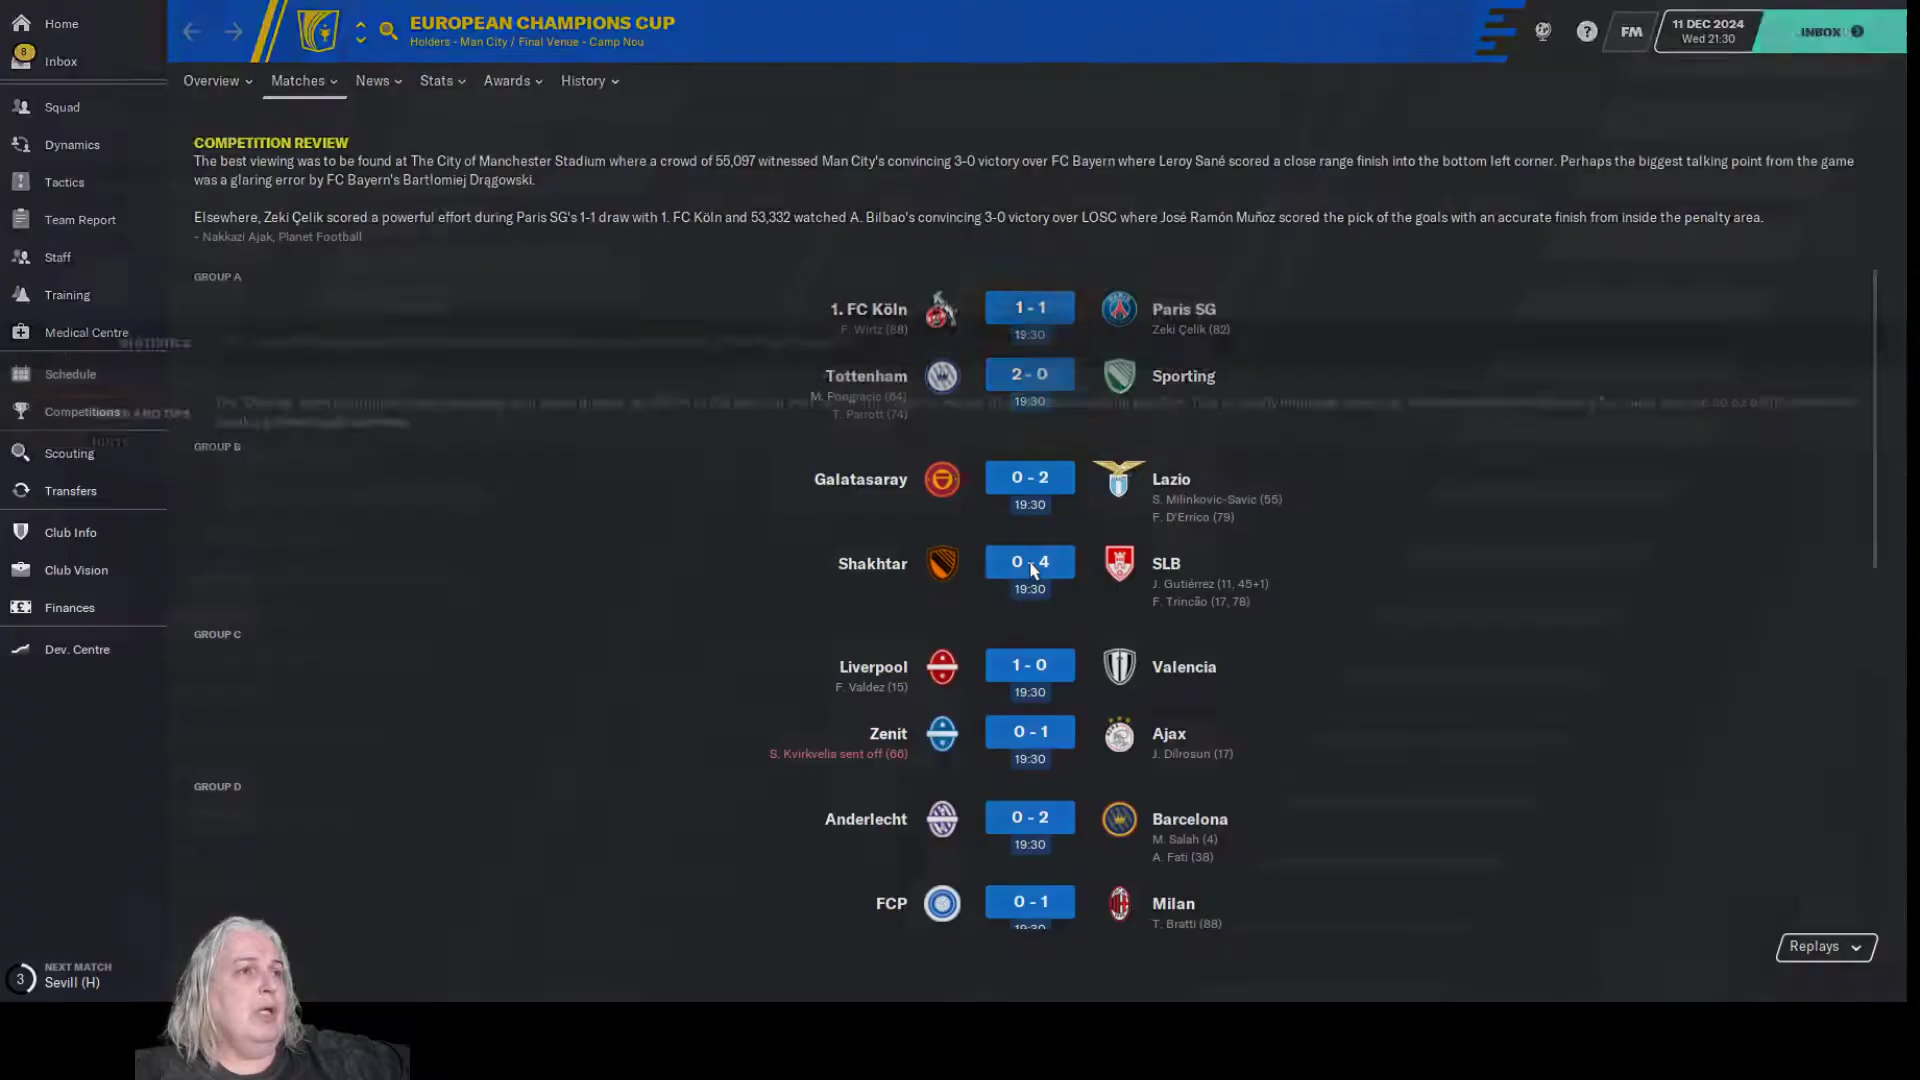 Home
8
Inbox
Squad
Dynamics
Tactics
Team Report
Staff
Training
Medical Centre
Schedule
Competitions
Scouting
Transfers
Club Info
Club Vision
Finances
Dev. Centre
3
NEXT MATCH
Sevill (H)
EUROPEAN CHAMPIONS CUP
Holders - Man City / Final Venue - Camp Nou
FM
11 DEC 2024
Wed 21:30
INBOX
Overview
Matches
News
Stats
Awards
History
COMPETITION REVIEW
The best viewing was to be found at The City of Manchester Stadium where a crowd of 55,097 witnessed Man City's convincing 3-0 victory over FC Bayern where Leroy Sané scored a close range finish into the bottom left corner. Perhaps the biggest talking point from the game
was a glaring error by FC Bayern's Bartlomiej Drągowski.
Elsewhere, Zeki Çelik scored a powerful effort during Paris SG's 1-1 draw with 1. FC Köln and 53,332 watched A. Bilbao's convincing 3-0 victory over LOSC where José Ramón Muñoz scored the pick of the goals with an accurate finish from inside the penalty area.
- Nakkazi Ajak, Planet Football
GROUP A
1. FC Köln 1 - 1 Paris SG
F. Wirtz (88) 19:30 Zeki Çelik (82)
Tottenham 2 - 0 Sporting
M. Pongracic (64) 19:30
T. Parrott (74)
GROUP B
Galatasaray 0 - 2 Lazio
19:30 S. Milinkovic-Savic (55)
F. D'Errico (79)
Shakhtar 0 - 4 SLB
19:30 J. Gutiérrez (11, 45+1)
F. Trincão (17, 78)
GROUP C
Liverpool 1 - 0 Valencia
F. Valdez (15) 19:30
Zenit 0 - 1 Ajax
S. Kvirkvelia sent off (66) 19:30 J. Dilrosun (17)
GROUP D
Anderlecht 0 - 2 Barcelona
19:30 M. Salah (4)
A. Fati (38)
FCP 0 - 1 Milan
19:30 T. Bratti (88)
Replays